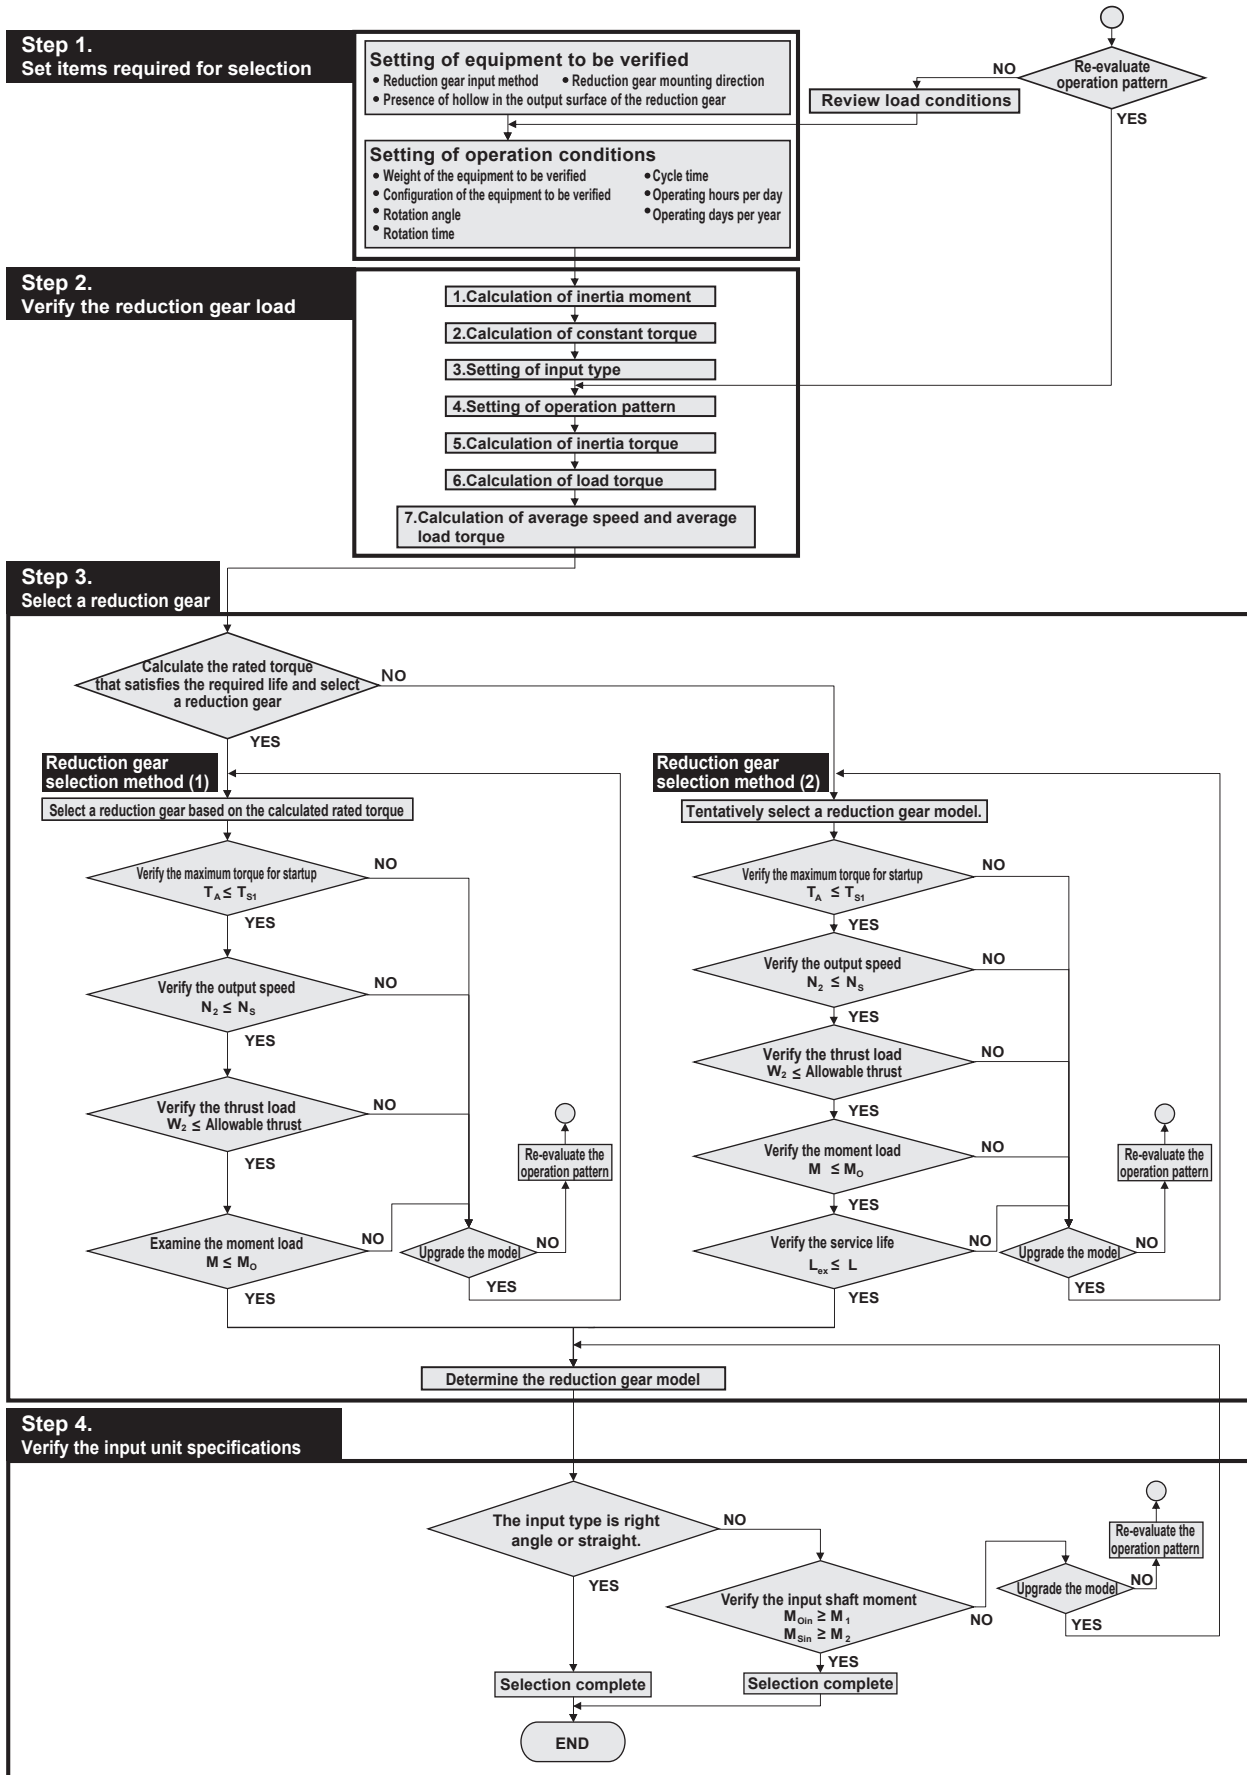 Step 1.
Set items required for selection
Setting of equipment to be verified
• Reduction gear input method • Reduction gear mounting direction
• Presence of hollow in the output surface of the reduction gear
Re-evaluate
operation pattern
NO
YES
Review load conditions
Setting of operation conditions
• Weight of the equipment to be verified
• Configuration of the equipment to be verified
• Rotation angle
• Rotation time
• Cycle time
• Operating hours per day
• Operating days per year
Step 2.
Verify the reduction gear load
1.Calculation of inertia moment
2.Calculation of constant torque
3.Setting of input type
4.Setting of operation pattern
5.Calculation of inertia torque
6.Calculation of load torque
7.Calculation of average speed and average
load torque
Step 3.
Select a reduction gear
Calculate the rated torque
that satisfies the required life and select
a reduction gear
NO
YES
Reduction gear
selection method (1)
Select a reduction gear based on the calculated rated torque
Verify the maximum torque for startup
TA ≤ TS1
NO
YES
Verify the output speed
N2 ≤ NS
NO
YES
Verify the thrust load
W2 ≤ Allowable thrust
NO
YES
Examine the moment load
M ≤ MO
NO
YES
Upgrade the model
NO
YES
Re-evaluate the
operation pattern
Reduction gear
selection method (2)
Tentatively select a reduction gear model.
Verify the maximum torque for startup
TA ≤ TS1
NO
YES
Verify the output speed
N2 ≤ NS
NO
YES
Verify the thrust load
W2 ≤ Allowable thrust
NO
YES
Verify the moment load
M ≤ MO
NO
YES
Verify the service life
Lex ≤ L
NO
YES
Upgrade the model
NO
YES
Re-evaluate the
operation pattern
Determine the reduction gear model
Step 4.
Verify the input unit specifications
The input type is right
angle or straight.
NO
YES
Verify the input shaft moment
MOin ≥ M1
MSin ≥ M2
NO
YES
Upgrade the model
NO
YES
Re-evaluate the
operation pattern
Selection complete
Selection complete
END